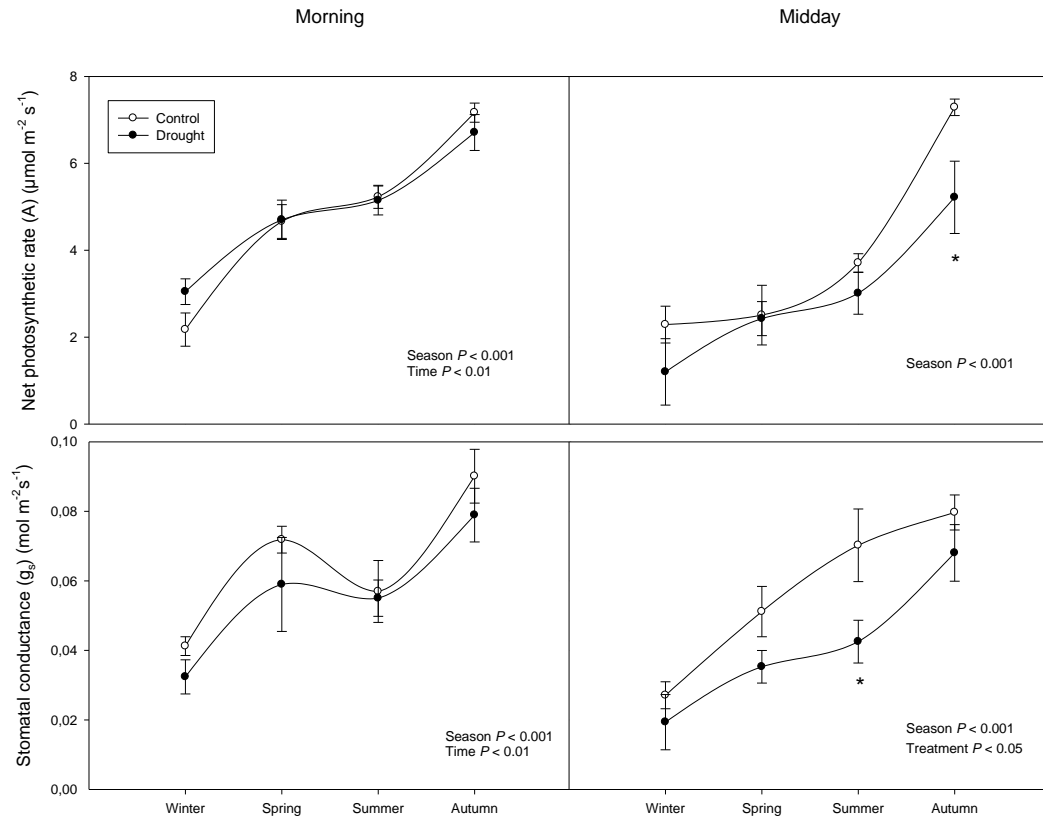 Morning
Midday
Net photosynthetic rate (A) (µmol m⁻² s⁻¹)
8
6
4
2
0
Control
Drought
Season P < 0.001
Time P < 0.01
*
Season P < 0.001
Stomatal conductance (gₛ) (mol m⁻²s⁻¹)
0,10
0,08
0,06
0,04
0,02
0,00
Season P < 0.001
Time P < 0.01
*
Season P < 0.001
Treatment P < 0.05
Winter Spring Summer Autumn
Winter Spring Summer Autumn